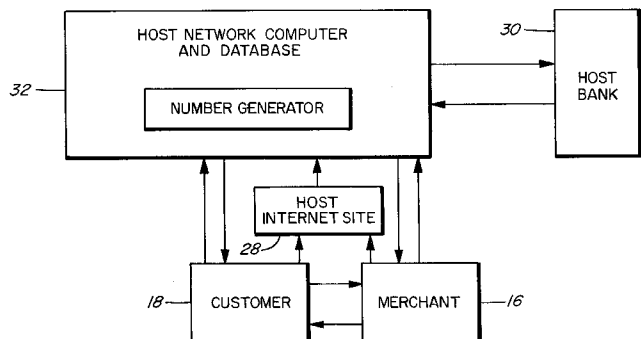 HOST NETWORK COMPUTER
AND DATABASE
NUMBER GENERATOR
32
30
HOST
BANK
HOST
INTERNET SITE
28
18
CUSTOMER
MERCHANT
16